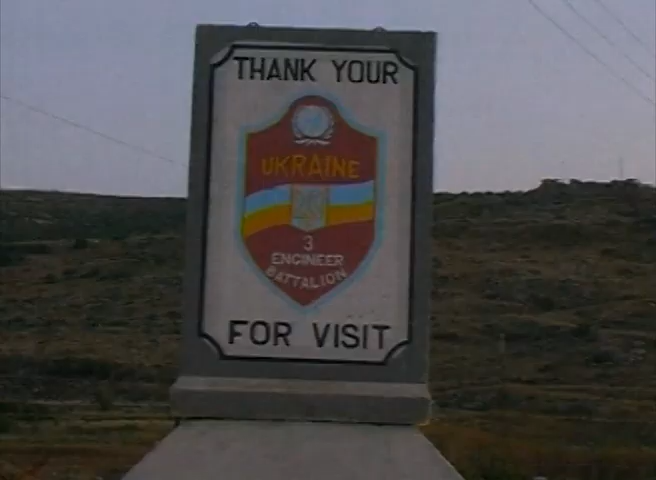 THANK YOUR
UKRAINE
3
ENGINEER
BATTALION
FOR VISIT